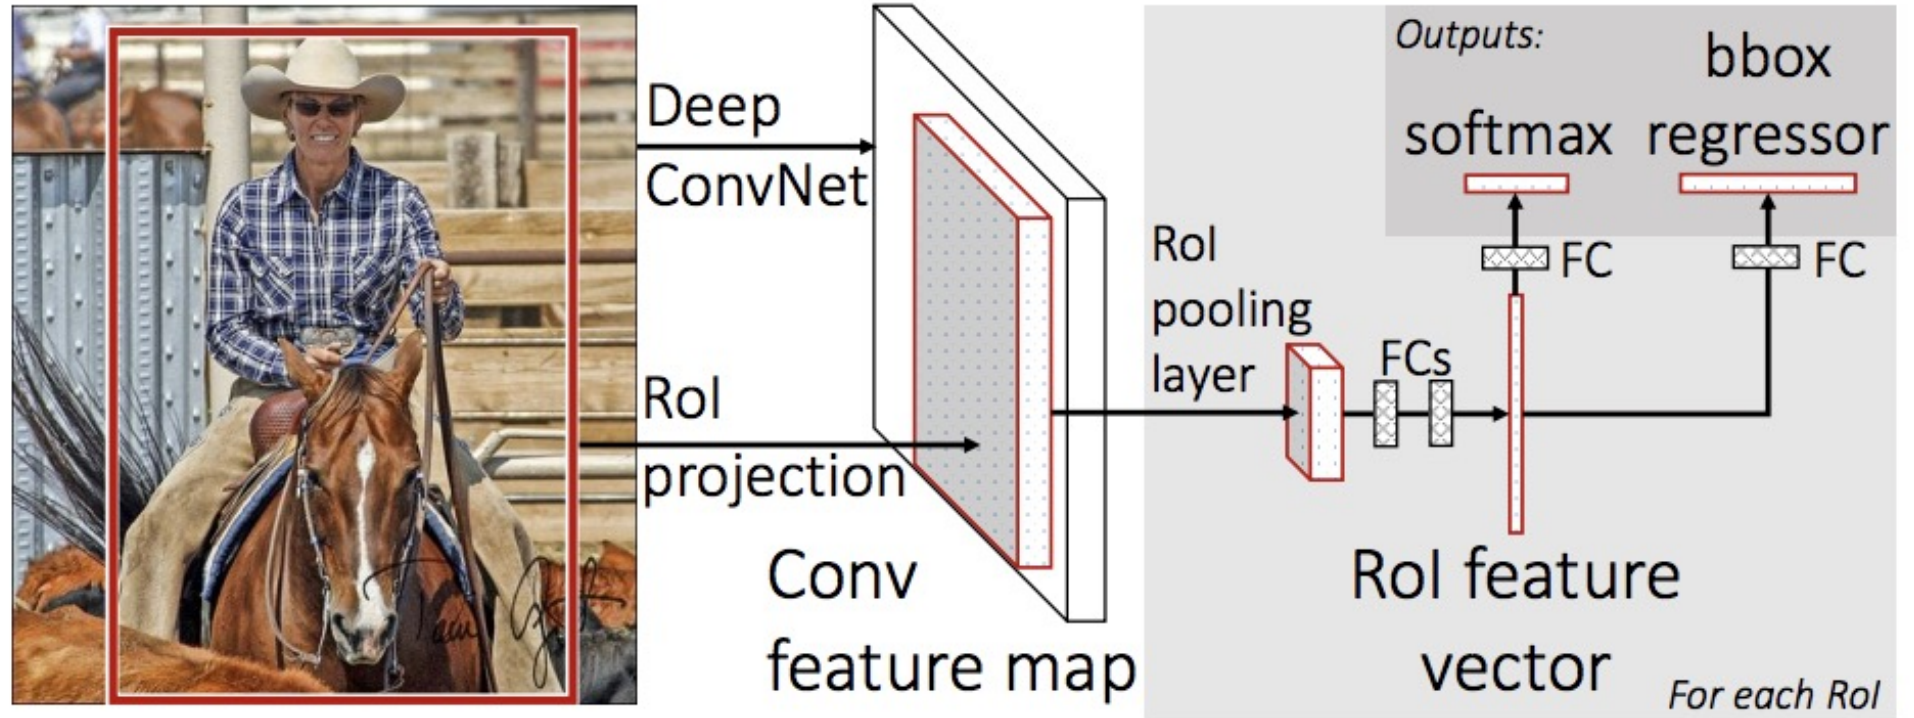 Deep
ConvNet
RoI
projection
Conv
feature map
RoI
pooling
layer
FCs
RoI feature
vector
For each RoI
Outputs:
softmax
bbox
regressor
FC
FC